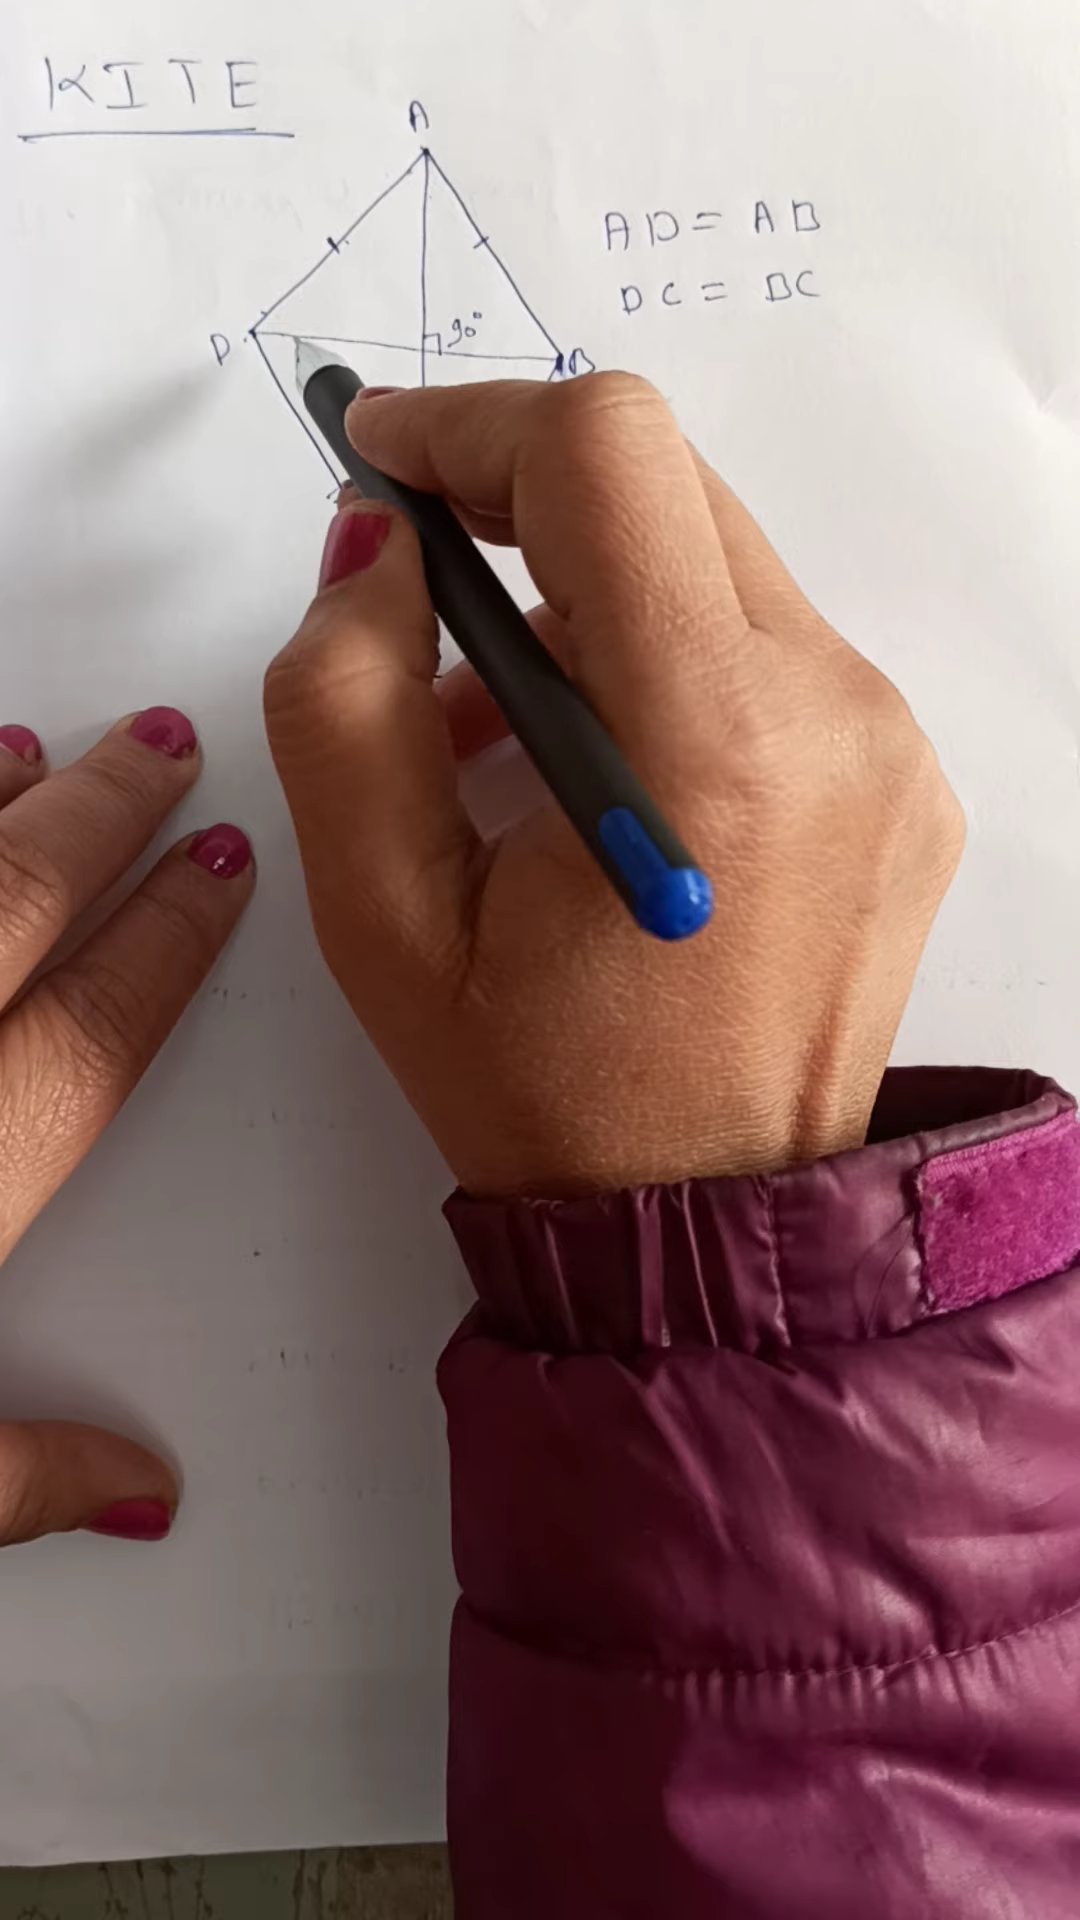 KITE
A
AD = AB
DC = BC
90°
D
B